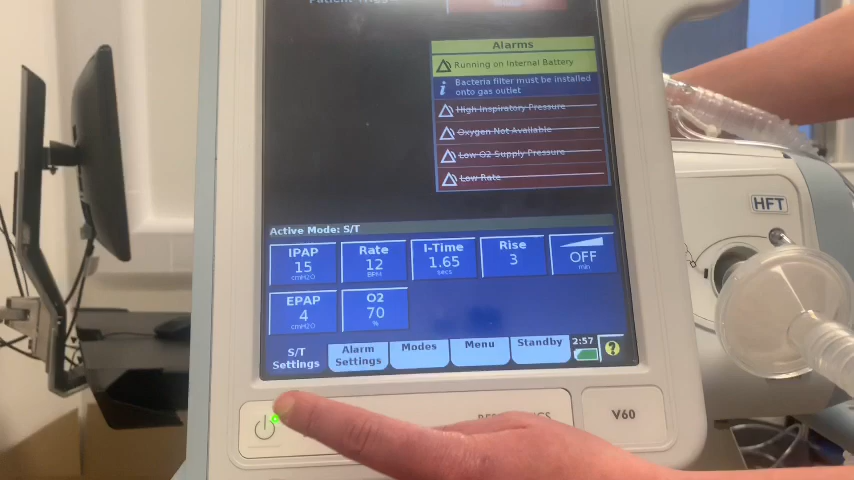 Patient Trigger
Alarms
Running on Internal Battery
Bacteria filter must be installed
onto gas outlet
High Inspiratory Pressure
Oxygen Not Available
Low O2 Supply Pressure
Low Rate
Active Mode: S/T
IPAP
15
cmH2O
Rate
12
BPM
I-Time
1.65
secs
Rise
3
OFF
min
EPAP
4
cmH2O
O2
70
%
S/T
Settings
Alarm
Settings
Modes
Menu
Standby
2:57
?
V60
HFT